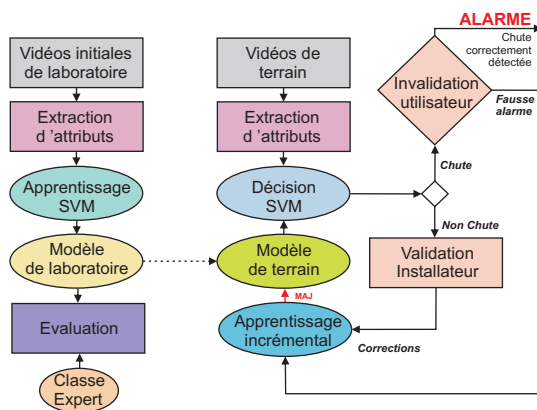 Vidéos initiales
de laboratoire
Extraction
d 'attributs
Apprentissage
SVM
Modèle
de laboratoire
Evaluation
Classe
Expert
Vidéos de
terrain
Extraction
d 'attributs
Décision
SVM
Modèle
de terrain
MAJ
Apprentissage
incrémental
ALARME
Chute
correctement
détectée
Invalidation
utilisateur
Fausse
alarme
Chute
Non Chute
Validation
Installateur
Corrections